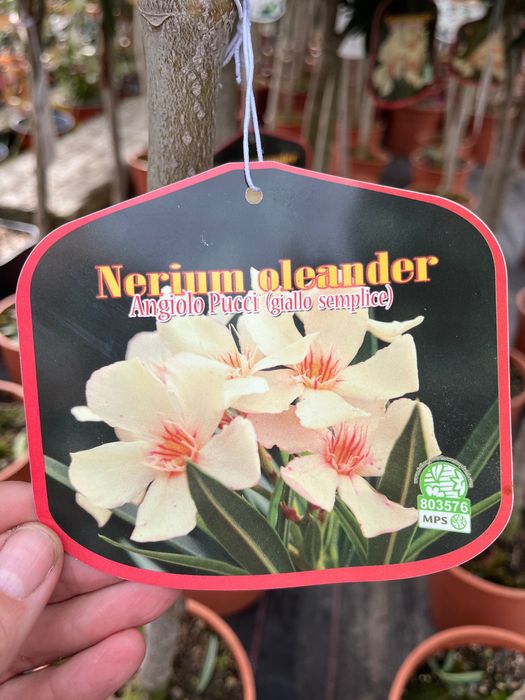 Nerium oleander
Angiolo Pucci (giallo semplice)
803576
MPS